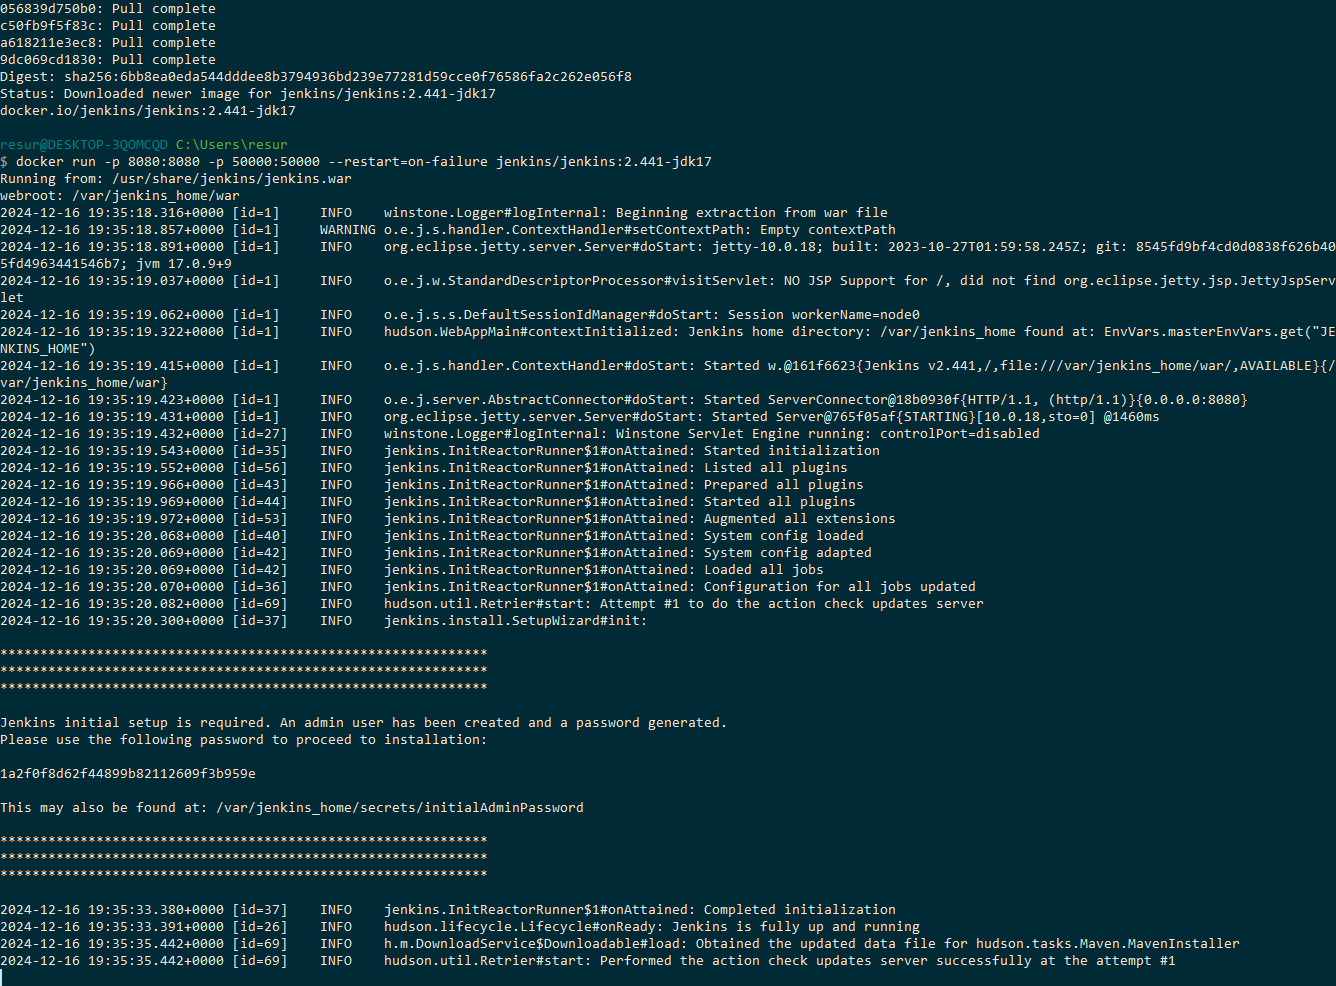 056839d750b0: Pull complete
c50fb9f5f83c: Pull complete
a618211e3ec8: Pull complete
9dc069cd1830: Pull complete
Digest: sha256:6bb8ea0eda544dddee8b3794936bd239e77281d59cce0f76586fa2c262e056f8
Status: Downloaded newer image for jenkins/jenkins:2.441-jdk17
docker.io/jenkins/jenkins:2.441-jdk17
resur@DESKTOP-3QOMCQD C:\Users\resur
$ docker run -p 8080:8080 -p 50000:50000 --restart=on-failure jenkins/jenkins:2.441-jdk17
Running from: /usr/share/jenkins/jenkins.war
webroot: /var/jenkins_home/war
2024-12-16 19:35:18.316+0000 [id=1]     INFO    winstone.Logger#logInternal: Beginning extraction from war file
2024-12-16 19:35:18.857+0000 [id=1]     WARNING o.e.j.s.handler.ContextHandler#setContextPath: Empty contextPath
2024-12-16 19:35:18.891+0000 [id=1]     INFO    org.eclipse.jetty.server.Server#doStart: jetty-10.0.18; built: 2023-10-27T01:59:58.245Z; git: 8545fd9bf4cd0d0838f626b40
5fd4963441546b7; jvm 17.0.9+9
2024-12-16 19:35:19.037+0000 [id=1]     INFO    o.e.j.w.StandardDescriptorProcessor#visitServlet: NO JSP Support for /, did not find org.eclipse.jetty.jsp.JettyJspServ
let
2024-12-16 19:35:19.062+0000 [id=1]     INFO    o.e.j.s.s.DefaultSessionIdManager#doStart: Session workerName=node0
2024-12-16 19:35:19.322+0000 [id=1]     INFO    hudson.WebAppMain#contextInitialized: Jenkins home directory: /var/jenkins_home found at: EnvVars.masterEnvVars.get("JE
NKINS_HOME")
2024-12-16 19:35:19.415+0000 [id=1]     INFO    o.e.j.s.handler.ContextHandler#doStart: Started w.@161f6623{Jenkins v2.441,/,file:///var/jenkins_home/war/,AVAILABLE}{/
var/jenkins_home/war}
2024-12-16 19:35:19.423+0000 [id=1]     INFO    o.e.j.server.AbstractConnector#doStart: Started ServerConnector@18b0930f{HTTP/1.1, (http/1.1)}{0.0.0.0:8080}
2024-12-16 19:35:19.431+0000 [id=1]     INFO    org.eclipse.jetty.server.Server#doStart: Started Server@765f05af{STARTING}[10.0.18,sto=0] @1460ms
2024-12-16 19:35:19.432+0000 [id=27]    INFO    winstone.Logger#logInternal: Winstone Servlet Engine running: controlPort=disabled
2024-12-16 19:35:19.543+0000 [id=35]    INFO    jenkins.InitReactorRunner$1#onAttained: Started initialization
2024-12-16 19:35:19.552+0000 [id=56]    INFO    jenkins.InitReactorRunner$1#onAttained: Listed all plugins
2024-12-16 19:35:19.966+0000 [id=43]    INFO    jenkins.InitReactorRunner$1#onAttained: Prepared all plugins
2024-12-16 19:35:19.969+0000 [id=44]    INFO    jenkins.InitReactorRunner$1#onAttained: Started all plugins
2024-12-16 19:35:19.972+0000 [id=53]    INFO    jenkins.InitReactorRunner$1#onAttained: Augmented all extensions
2024-12-16 19:35:20.068+0000 [id=40]    INFO    jenkins.InitReactorRunner$1#onAttained: System config loaded
2024-12-16 19:35:20.069+0000 [id=42]    INFO    jenkins.InitReactorRunner$1#onAttained: System config adapted
2024-12-16 19:35:20.069+0000 [id=42]    INFO    jenkins.InitReactorRunner$1#onAttained: Loaded all jobs
2024-12-16 19:35:20.070+0000 [id=36]    INFO    jenkins.InitReactorRunner$1#onAttained: Configuration for all jobs updated
2024-12-16 19:35:20.082+0000 [id=69]    INFO    hudson.util.Retrier#start: Attempt #1 to do the action check updates server
2024-12-16 19:35:20.300+0000 [id=37]    INFO    jenkins.install.SetupWizard#init:
*************************************************************
*************************************************************
*************************************************************
Jenkins initial setup is required. An admin user has been created and a password generated.
Please use the following password to proceed to installation:
1a2f0f8d62f44899b82112609f3b959e
This may also be found at: /var/jenkins_home/secrets/initialAdminPassword
*************************************************************
*************************************************************
*************************************************************
2024-12-16 19:35:33.380+0000 [id=37]    INFO    jenkins.InitReactorRunner$1#onAttained: Completed initialization
2024-12-16 19:35:33.391+0000 [id=26]    INFO    hudson.lifecycle.Lifecycle#onReady: Jenkins is fully up and running
2024-12-16 19:35:35.442+0000 [id=69]    INFO    h.m.DownloadService$Downloadable#load: Obtained the updated data file for hudson.tasks.Maven.MavenInstaller
2024-12-16 19:35:35.442+0000 [id=69]    INFO    hudson.util.Retrier#start: Performed the action check updates server successfully at the attempt #1